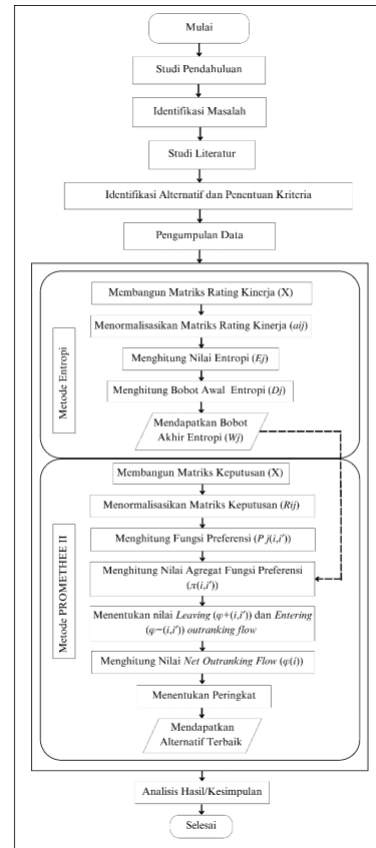 Mulai
Studi Pendahuluan
Identifikasi Masalah
Studi Literatur
Identifikasi Alternatif dan Penentuan Kriteria
Pengumpulan Data
Metode Entropi
Membangun Matriks Rating Kinerja (X)
Menormalisasikan Matriks Rating Kinerja (aij)
Menghitung Nilai Entropi (Ej)
Menghitung Bobot Awal Entropi (Dj)
Mendapatkan Bobot
Akhir Entropi (Wj)
Metode PROMETHEE II
Membangun Matriks Keputusan (X)
Menormalisasikan Matriks Keputusan (Rij)
Menghitung Fungsi Preferensi (P j(i,i'))
Menghitung Nilai Agregat Fungsi Preferensi
(π(i,i'))
Menentukan nilai Leaving (φ+(i,i')) dan Entering
(φ−(i,i')) outranking flow
Menghitung Nilai Net Outranking Flow (φ(i))
Menentukan Peringkat
Mendapatkan
Alternatif Terbaik
Analisis Hasil/Kesimpulan
Selesai